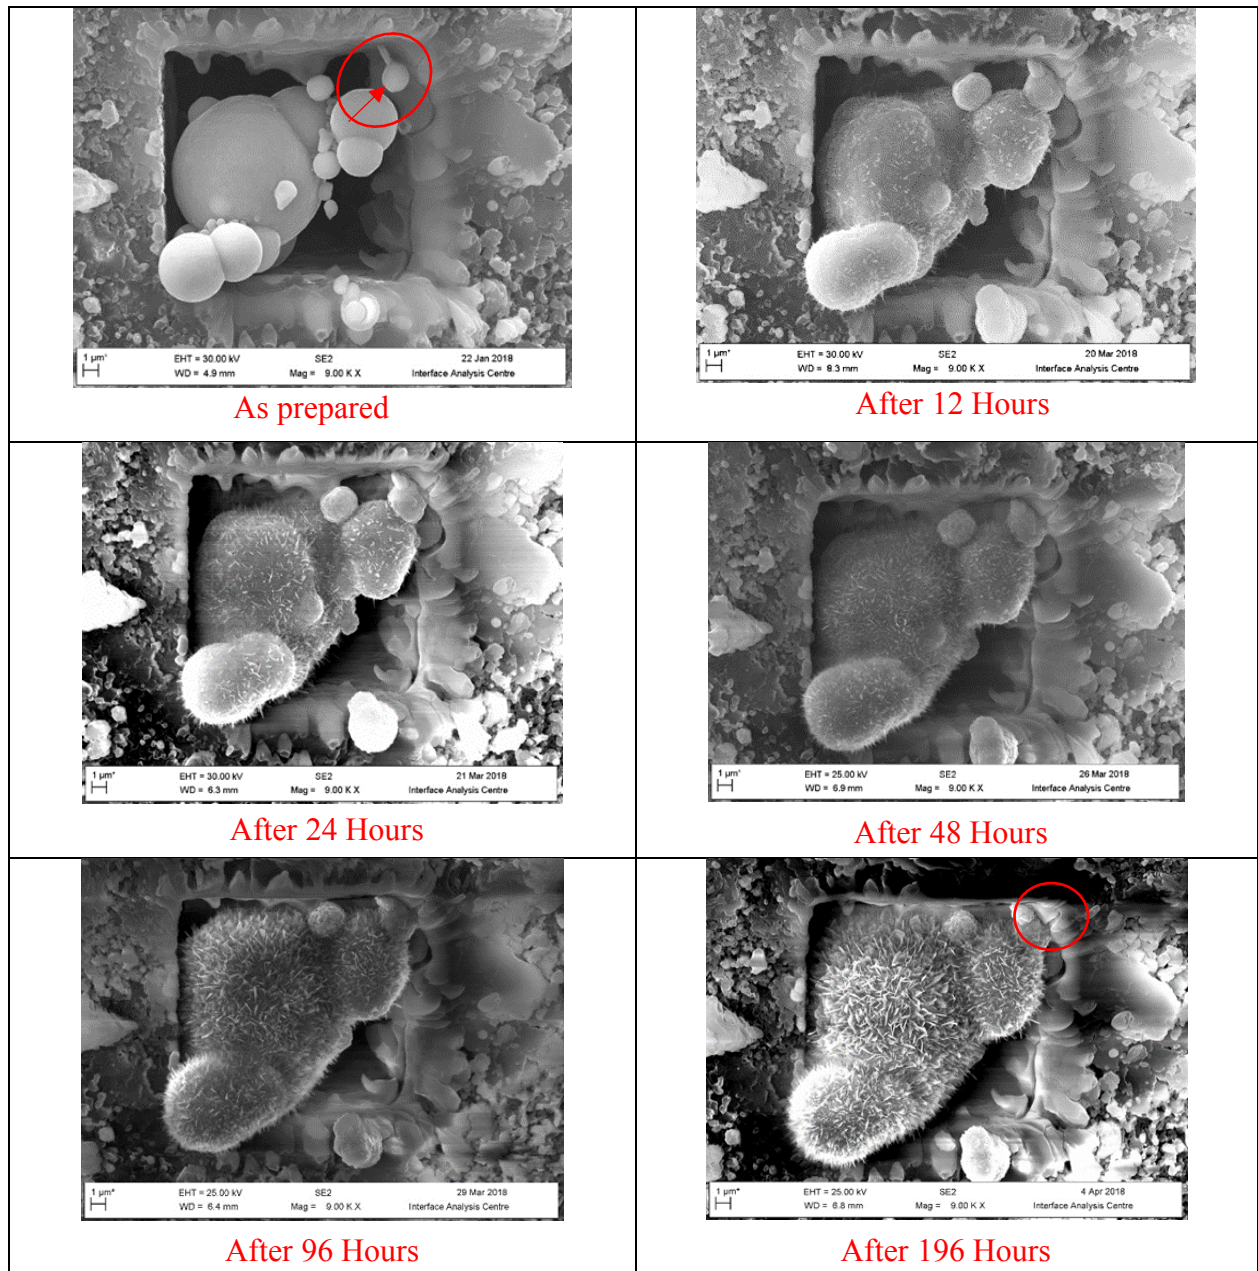 1 µm*
EHT = 30.00 kV SE2 22 Jan 2018
WD = 4.9 mm Mag = 9.00 K X Interface Analysis Centre
As prepared
1 µm*
EHT = 30.00 kV SE2 20 Mar 2018
WD = 8.3 mm Mag = 9.00 K X Interface Analysis Centre
After 12 Hours
1 µm*
EHT = 30.00 kV SE2 21 Mar 2018
WD = 6.3 mm Mag = 9.00 K X Interface Analysis Centre
After 24 Hours
1 µm*
EHT = 25.00 kV SE2 26 Mar 2018
WD = 6.9 mm Mag = 9.00 K X Interface Analysis Centre
After 48 Hours
1 µm*
EHT = 25.00 kV SE2 29 Mar 2018
WD = 6.4 mm Mag = 9.00 K X Interface Analysis Centre
After 96 Hours
1 µm*
EHT = 25.00 kV SE2 4 Apr 2018
WD = 6.8 mm Mag = 9.00 K X Interface Analysis Centre
After 196 Hours